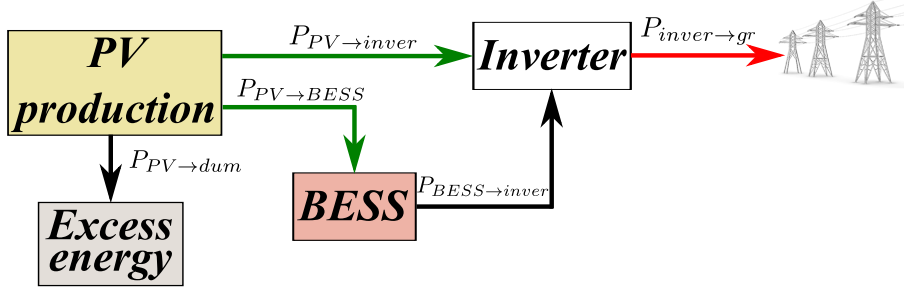 PV
production
P_{PV→inver}
Inverter
P_{inver→gr}
P_{PV→BESS}
P_{PV→dum}
BESS
P_{BESS→inver}
Excess
energy